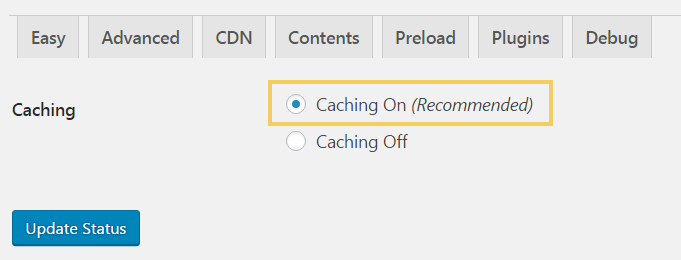 Easy Advanced CDN Contents Preload Plugins Debug
Caching Caching On (Recommended)
Caching Off
Update Status